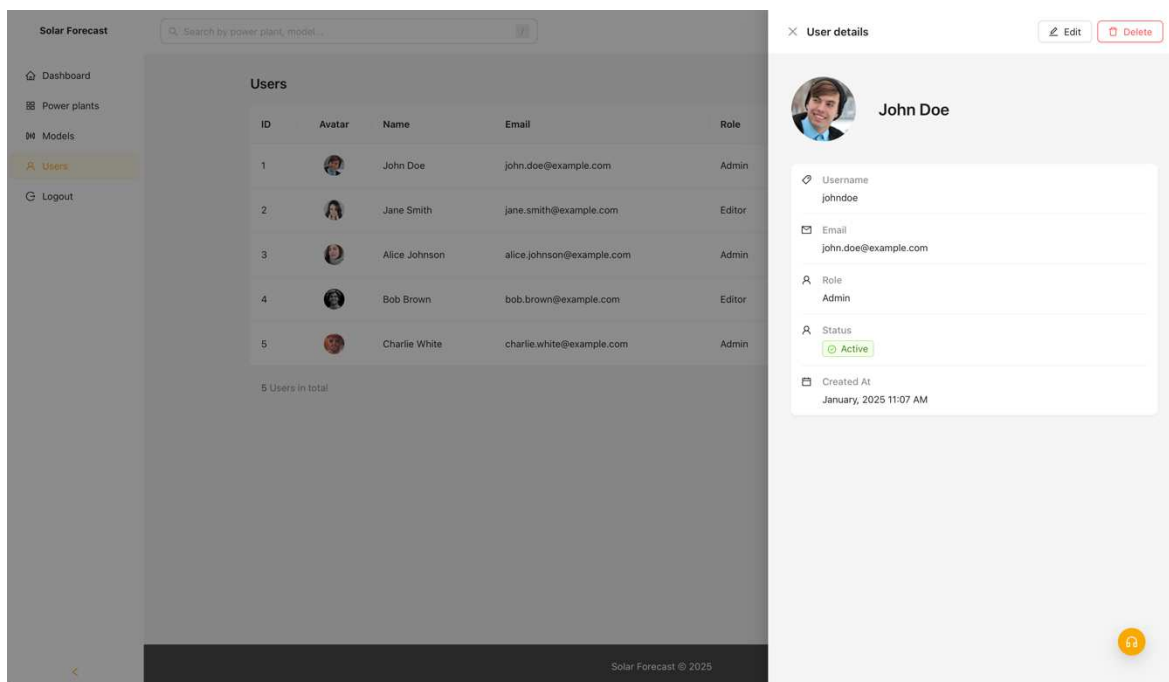 Solar Forecast
Search by power plant, model...
/
Dashboard
Power plants
Models
Users
Logout
Users
ID Avatar Name Email Role
1 John Doe john.doe@example.com Admin
2 Jane Smith jane.smith@example.com Editor
3 Alice Johnson alice.johnson@example.com Admin
4 Bob Brown bob.brown@example.com Editor
5 Charlie White charlie.white@example.com Admin
5 Users in total
Solar Forecast © 2025
User details
Edit
Delete
John Doe
Username
johndoe
Email
john.doe@example.com
Role
Admin
Status
Active
Created At
January, 2025 11:07 AM